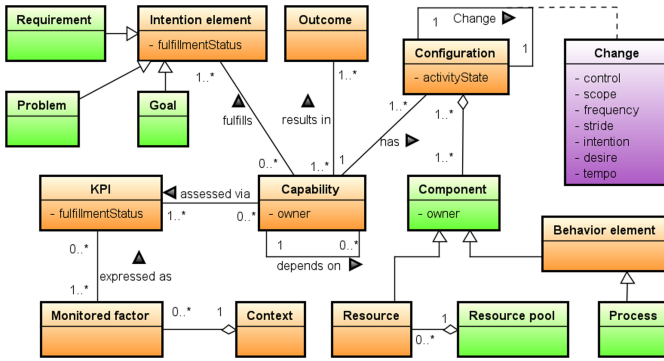 Requirement
Intention element
- fulfillmentStatus
Outcome
1
Change
Configuration
- activityState
1
Change
- control
- scope
- frequency
- stride
- intention
- desire
- tempo
Problem
Goal
1..*
fulfills
0..*
1..*
results in
1..*
1
has
1..*
1..*
1..*
KPI
- fulfillmentStatus
assessed via
1..*
0..*
Capability
- owner
1
0..*
depends on
Component
- owner
Behavior element
0..*
expressed as
1..*
Monitored factor
0..*
1
Context
Resource
1
0..*
Resource pool
Process